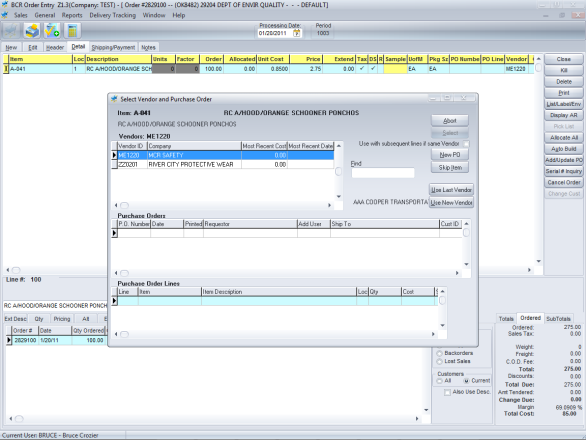 BCR Order Entry Z1.3(Company: TEST) - [ Order #2829100 -- (OK8482) 29204 DEPT OF ENVIR QUALITY - - - DEFAULT]
Sales General Reports Delivery Tracking Window Help
Processing Date: Period
01/20/2011 1003
New Edit Header Detail Shipping/Payment Notes
Item Loc Description Units Factor Order Allocated Unit Cost Price Extend Tax DS R Sample UofM Pkg Sz PO Number PO Line Vendor
A-041 1 RC A/HOOD/ORANGE SCH 0 0 100.00 0.00 0.8500 2.75 0.00 EA EA ME1220
Close
Kill
Delete
Print
List/Label/Env
Display AR
Pick List
Allocate All
Auto Build
Add/Update PO
Serial # Inquiry
Cancel Order
Change Cust
Select Vendor and Purchase Order
Item: A-041 RC A/HOOD/ORANGE SCHOONER PONCHOS
RC A/HOOD/ORANGE SCHOONER PONCHOS
Vendors: ME1220
Vendor ID Company Most Recent Cost Most Recent Date
ME1220 MCR SAFETY 0.00
ZZ0201 RIVER CITY PROTECTIVE WEAR 0.00
Abort
Select
Use with subsequent lines if same Vendor
New PO
Find
Skip Item
Use Last Vendor
AAA COOPER TRANSPORTA Use New Vendor
Purchase Orders
P.O. Number Date Printed Requestor Add User Ship To Cust ID
Purchase Order Lines
Line Item Item Description Loc Qty Cost S
Line #: 100
RC A/HOOD/ORANGE SCHOONER PONCH
Ext Desc Qty Pricing Alt E
Order # Date Qty Ordered
2829100 1/20/11 100.00
Backorders
Lost Sales
Customers
All Current
Also Use Desc.
Totals Ordered SubTotals
Ordered: 275.00
Sales Tax: 0.00
Weight: 0
Freight: 0.00
C.O.D. Fee: 0.00
Total: 275.00
Discounts: 0.00
Total Due: 275.00
Amt Tendered: 0.00
Change Due: 0.00
Margin 69.0909 %
Total Cost: 85.00
Current User: BRUCE - Bruce Crozier